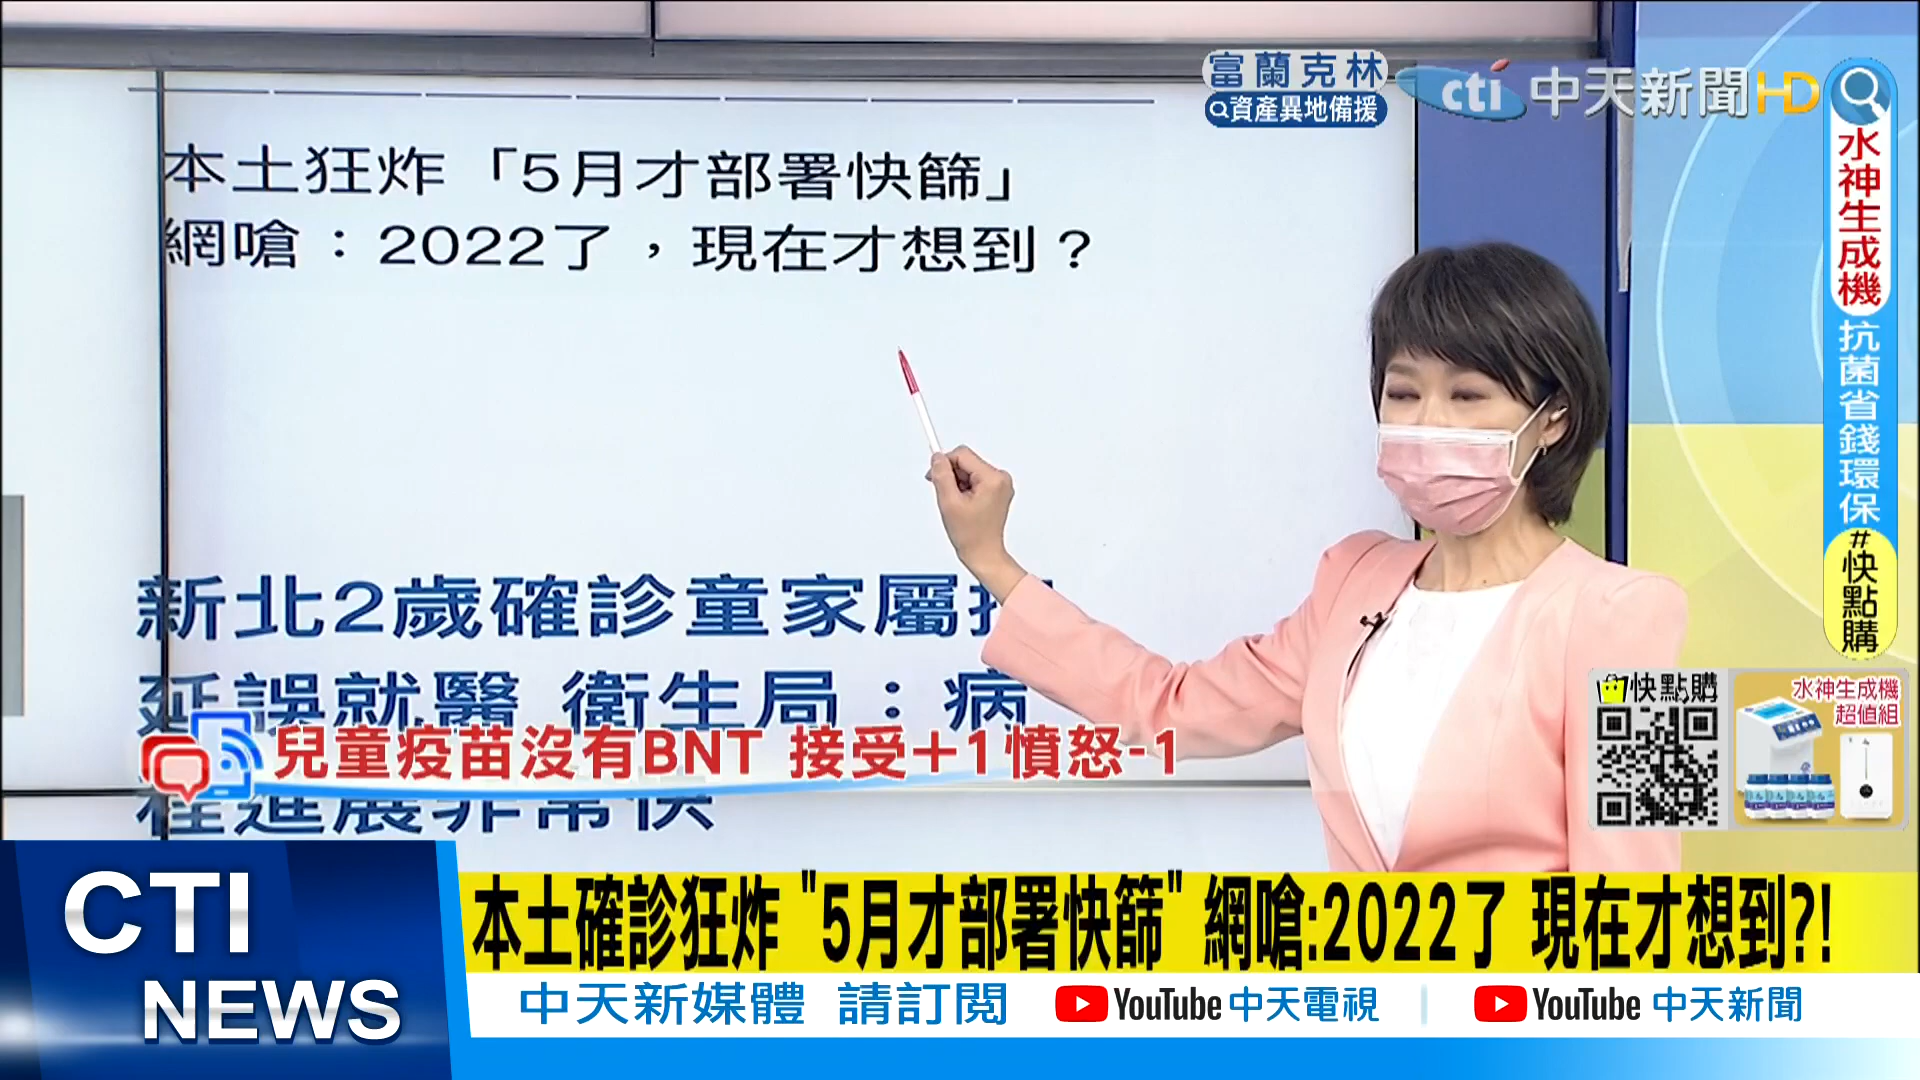 富蘭克林
資產異地備援
cti 中天新聞HD
本土狂炸「5月才部署快篩」
網嗆：2022了，現在才想到？
水神生成機
抗菌省錢環保
#快點購
新北2歲確診童家屬
延誤就醫 衛生局：病
程進展非常快
兒童疫苗沒有BNT 接受+1憤怒-1
快點購
水神生成機
超值組
CTI
NEWS
本土確診狂炸 "5月才部署快篩" 網嗆:2022了 現在才想到?!
中天新媒體 請訂閱 YouTube 中天電視 | YouTube 中天新聞